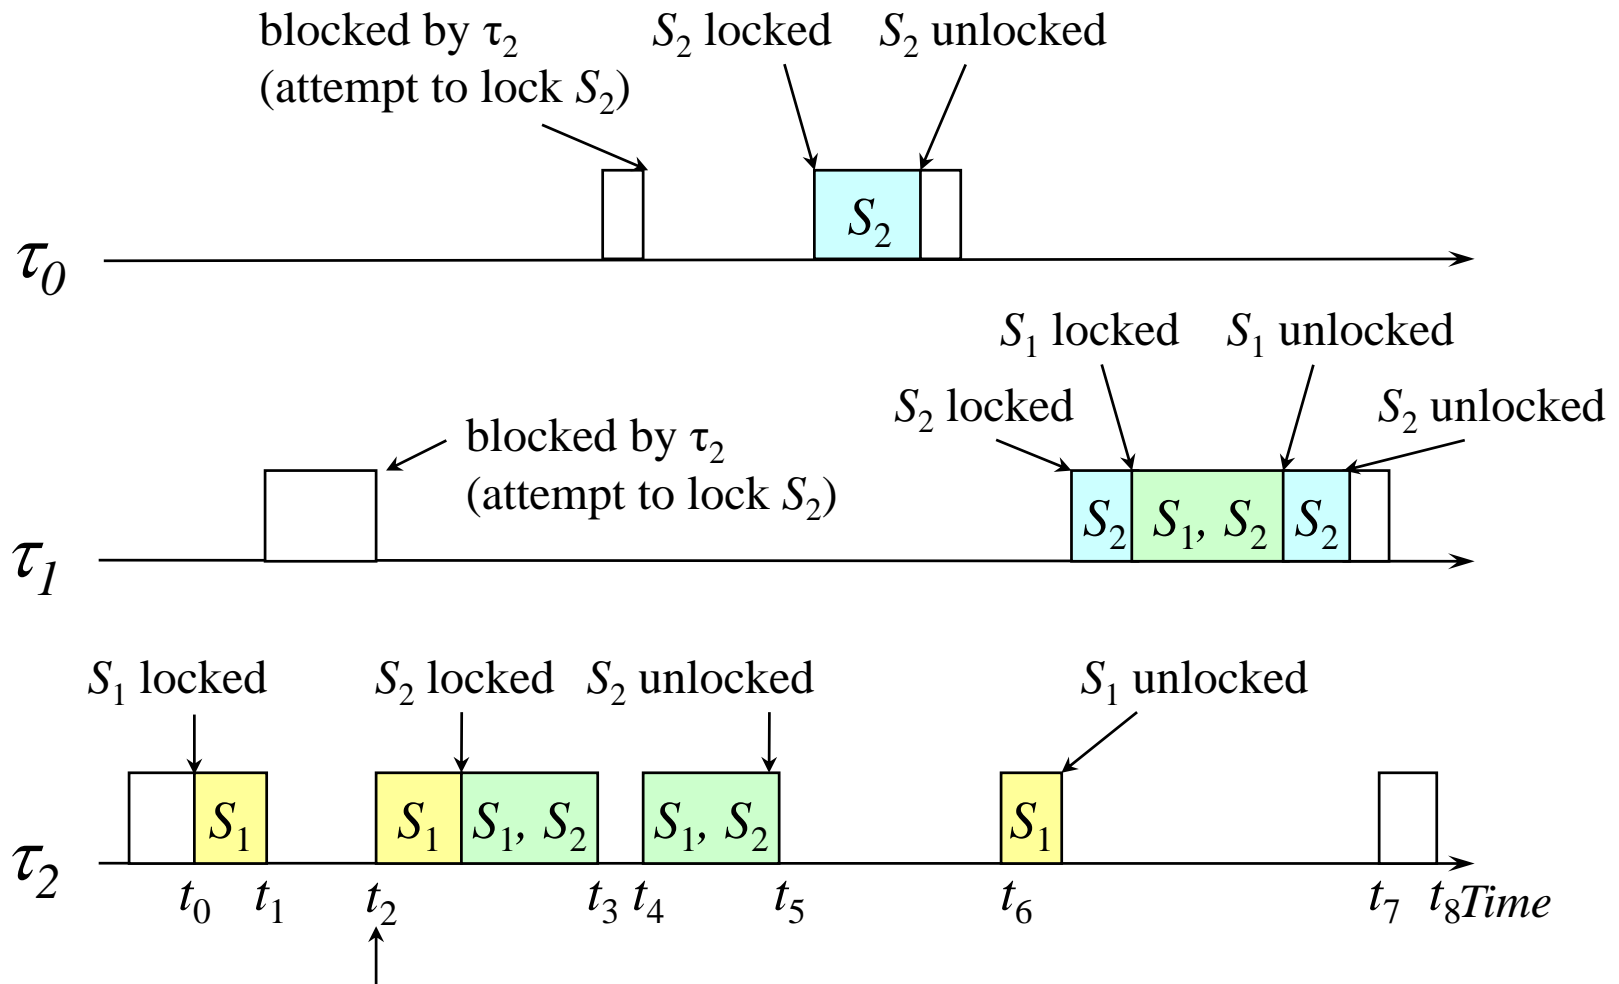 blocked by τ₂
(attempt to lock S₂)
S₂ locked
S₂ unlocked
S₂
τ₀
S₁ locked
S₁ unlocked
S₂ locked
S₂ unlocked
blocked by τ₂
(attempt to lock S₂)
S₂
S₁, S₂
S₂
τ₁
S₁ locked
S₂ locked
S₂ unlocked
S₁ unlocked
S₁
S₁
S₁, S₂
S₁, S₂
S₁
τ₂
t₀ t₁ t₂ t₃ t₄ t₅ t₆ t₇ t₈ Time